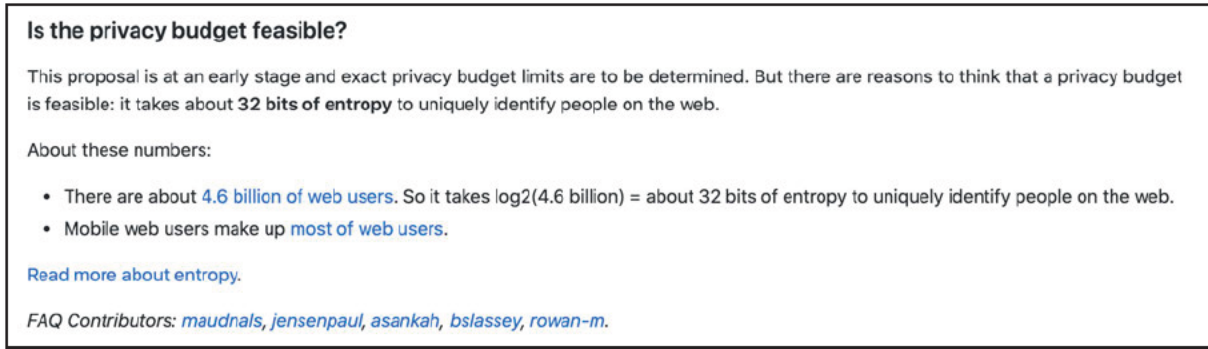 Is the privacy budget feasible?
This proposal is at an early stage and exact privacy budget limits are to be determined. But there are reasons to think that a privacy budget
is feasible: it takes about 32 bits of entropy to uniquely identify people on the web.
About these numbers:
• There are about 4.6 billion of web users. So it takes log2(4.6 billion) = about 32 bits of entropy to uniquely identify people on the web.
• Mobile web users make up most of web users.
Read more about entropy.
FAQ Contributors: maudnals, jensenpaul, asankah, bslassey, rowan-m.